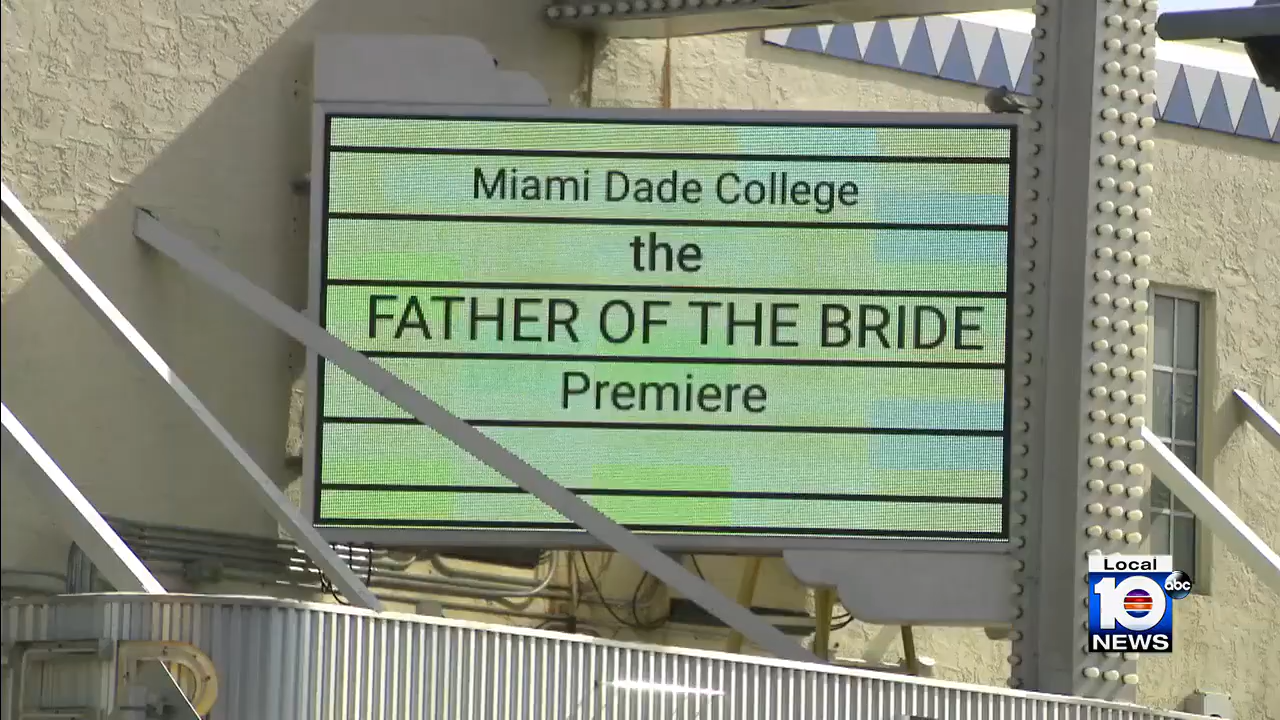 Miami Dade College
the
FATHER OF THE BRIDE
Premiere
Local
10
abc
NEWS